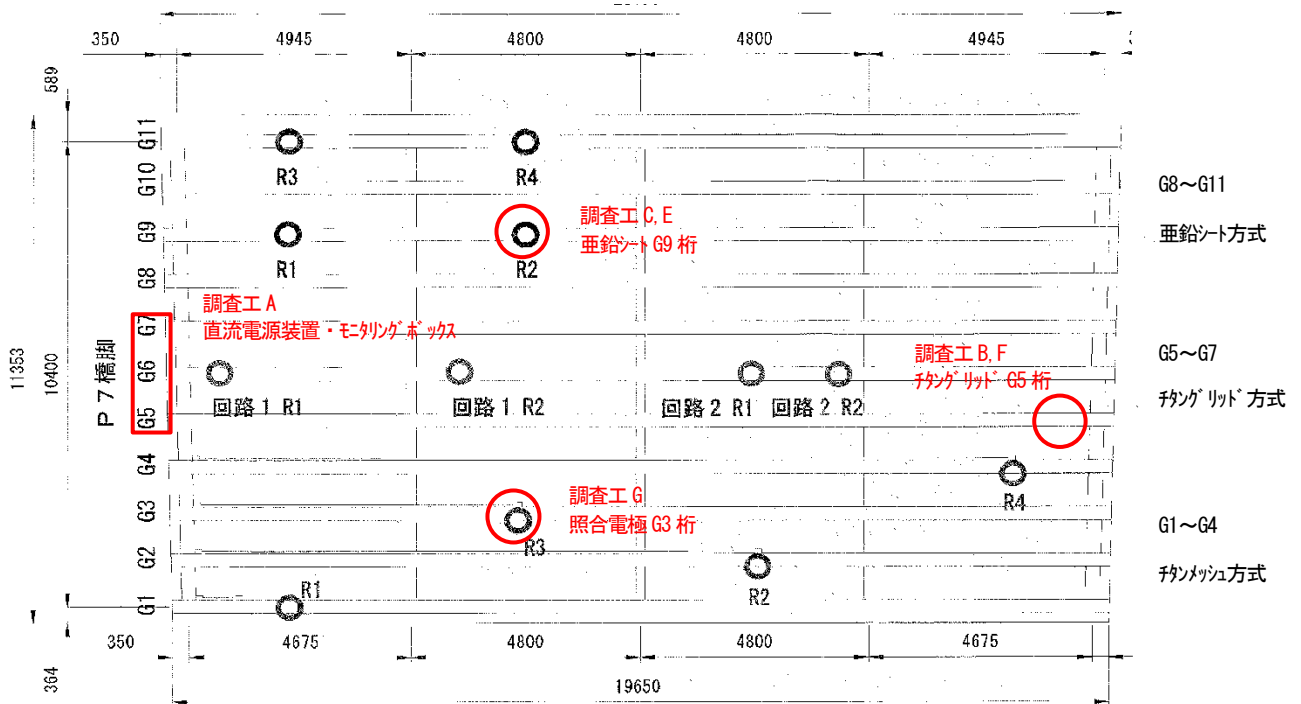 350 4945 4800 4800 4945
589
11353
10400
364
G11
G10
G9
G8
G7
G6
G5
G4
G3
G2
G1
P7橋脚
R3 R4
R1 R2
調査工 C, E
亜鉛シート G9 桁
調査工 A
直流電源装置・モニタリングボックス
調査工 B, F
チタングリッド G5 桁
回路1 R1 回路1 R2 回路2 R1 回路2 R2
調査工 G
照合電極 G3 桁
R4
R3
R2
R1
G8～G11
亜鉛シート方式
G5～G7
チタングリッド方式
G1～G4
チタンメッシュ方式
350 4675 4800 4800 4675
19650